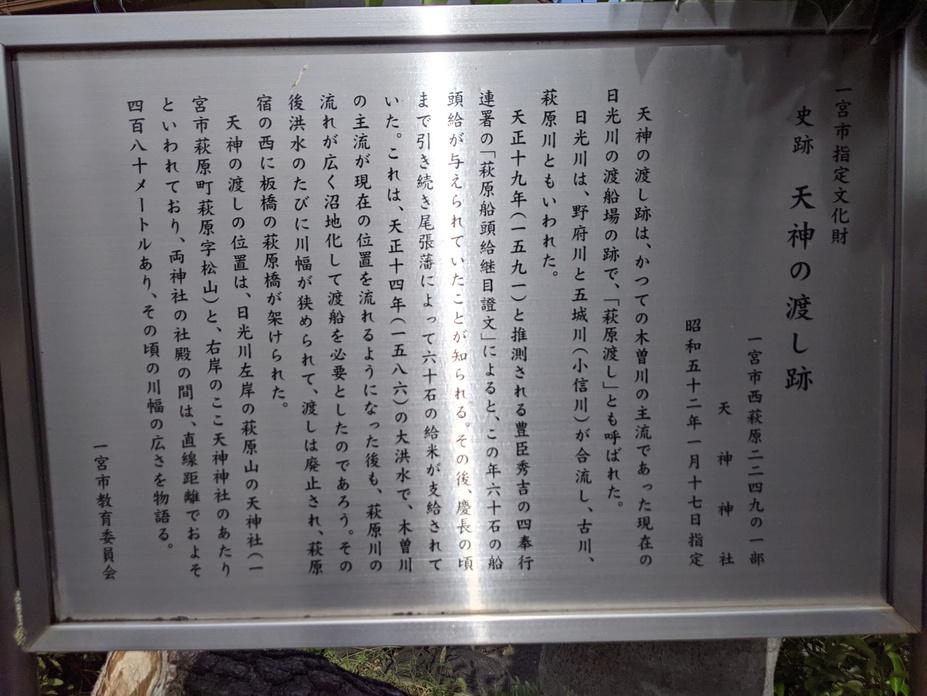 一宮市指定文化財
史跡 天神の渡し跡
一宮市西萩原二二四九の一部
天神神社
昭和五十二年一月十七日指定
天神の渡し跡は、かつての木曽川の主流であった現在の
日光川の渡船場の跡で、「萩原渡し」とも呼ばれた。
日光川は、野府川と五城川(小信川)が合流し、古川、
萩原川ともいわれた。
天正十九年(一五九一)と推測される豊臣秀吉の四奉行
連署の「萩原船頭給継目證文」によると、この年六十石の船
頭給が与えられていたことが知られる。その後、慶長の頃
まで引き続き尾張藩によって六十石の給米が支給されて
いた。これは、天正十四年(一五八六)の大洪水で、木曽川
の主流が現在の位置を流れるようになった後も、萩原川の
流れが広く沼地化して渡船を必要としたのであろう。その
後洪水のたびに川幅が狭められて、渡しは廃止され、萩原
宿の西に板橋の萩原橋が架けられた。
天神の渡しの位置は、日光川左岸の萩原山の天神社(一
宮市萩原町萩原字松山)と、右岸のここ天神神社のあたり
といわれており、両神社の社殿の間は、直線距離でおよそ
四百八十メートルあり、その頃の川幅の広さを物語る。
一宮市教育委員会